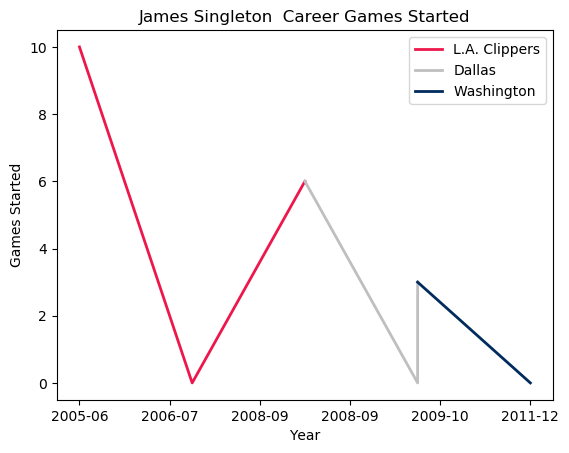 James Singleton  Career Games Started
L.A. Clippers
Dallas
Washington
10
8
6
4
2
0
Games Started
2005-06
2006-07
2008-09
2008-09
2009-10
2011-12
Year